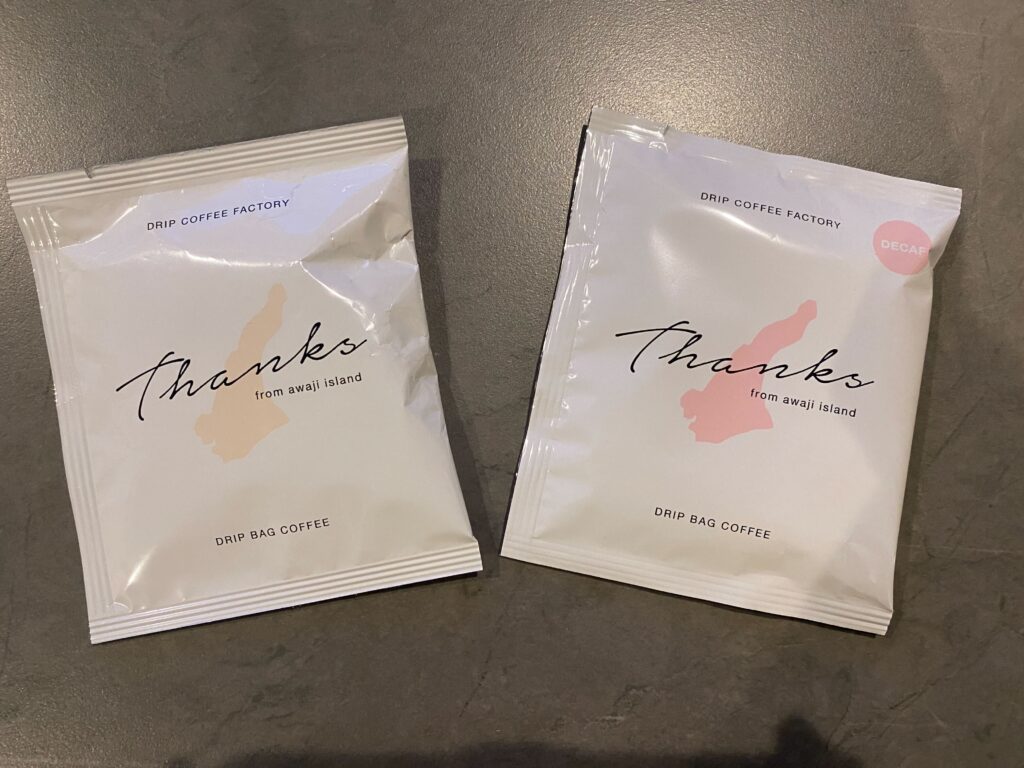 DRIP COFFEE FACTORY
Thanks
from awaji island
DRIP BAG COFFEE
DRIP COFFEE FACTORY
DECAF
Thanks
from awaji island
DRIP BAG COFFEE